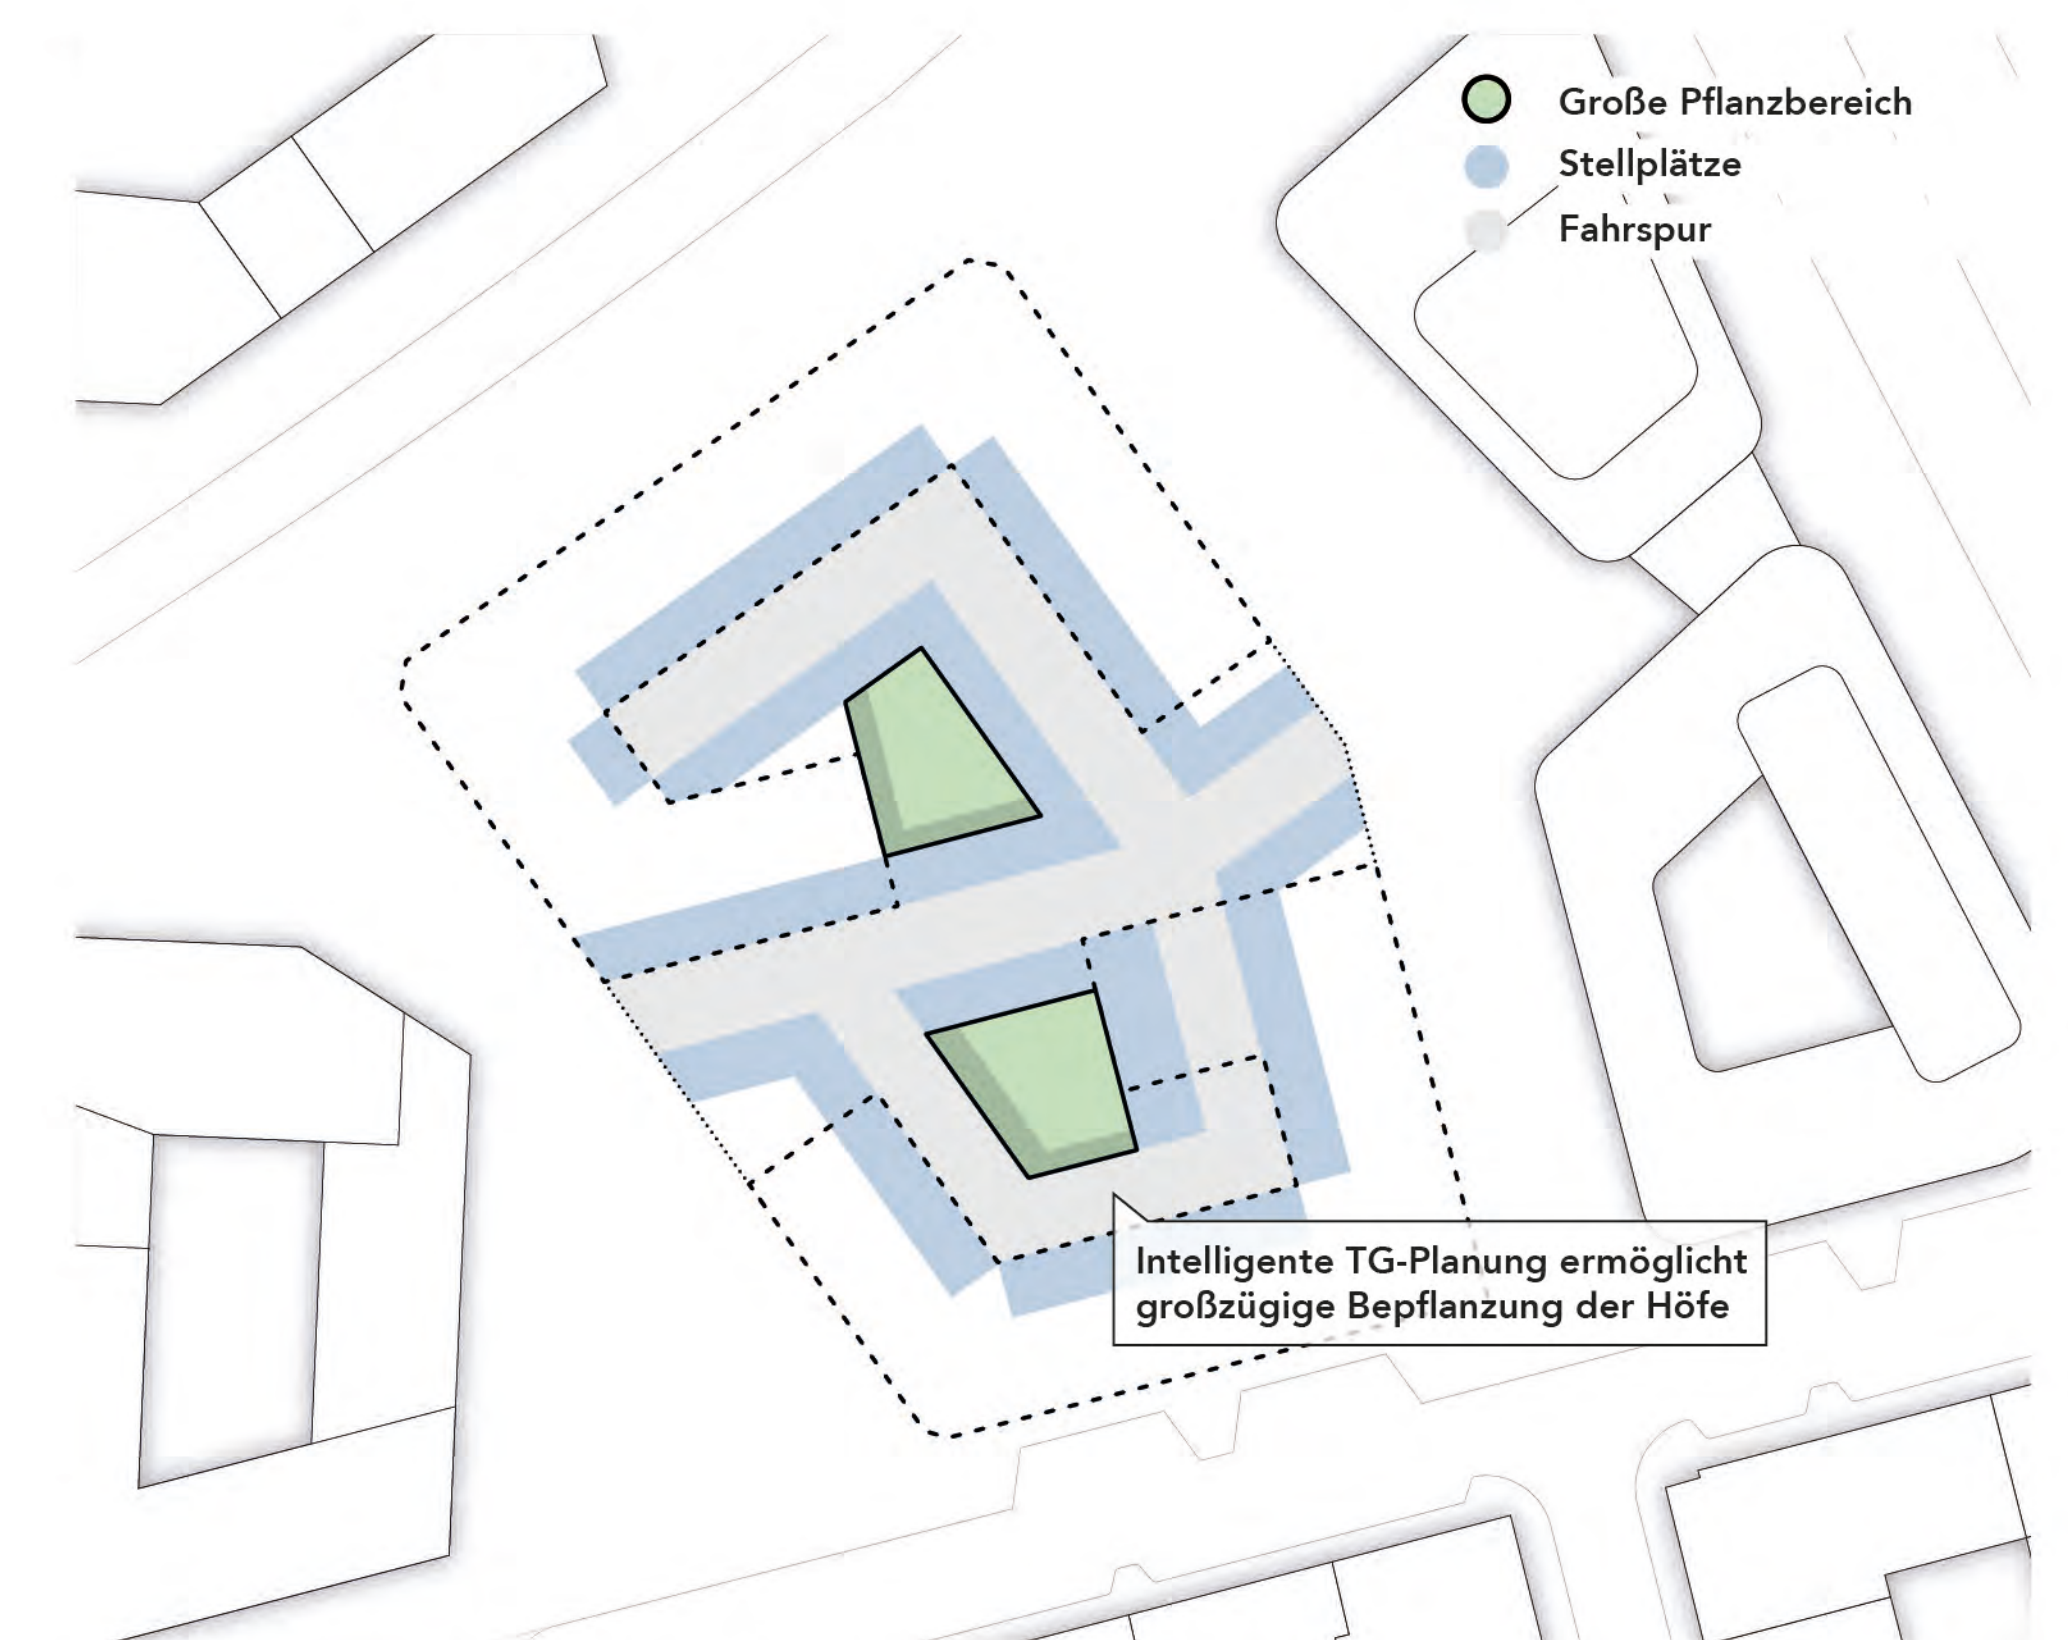 Große Pflanzbereich
Stellplätze
Fahrspur
Intelligente TG-Planung ermöglicht
großzügige Bepflanzung der Höfe